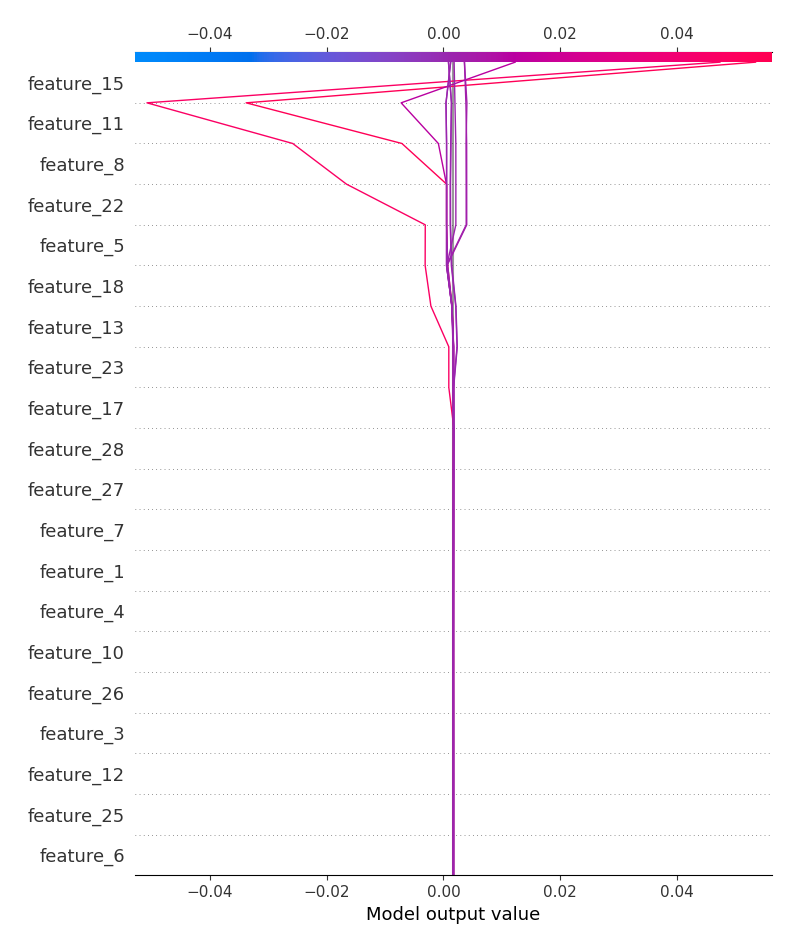 −0.04 −0.02 0.00 0.02 0.04
feature_15
feature_11
feature_8
feature_22
feature_5
feature_18
feature_13
feature_23
feature_17
feature_28
feature_27
feature_7
feature_1
feature_4
feature_10
feature_26
feature_3
feature_12
feature_25
feature_6
−0.04 −0.02 0.00 0.02 0.04
Model output value